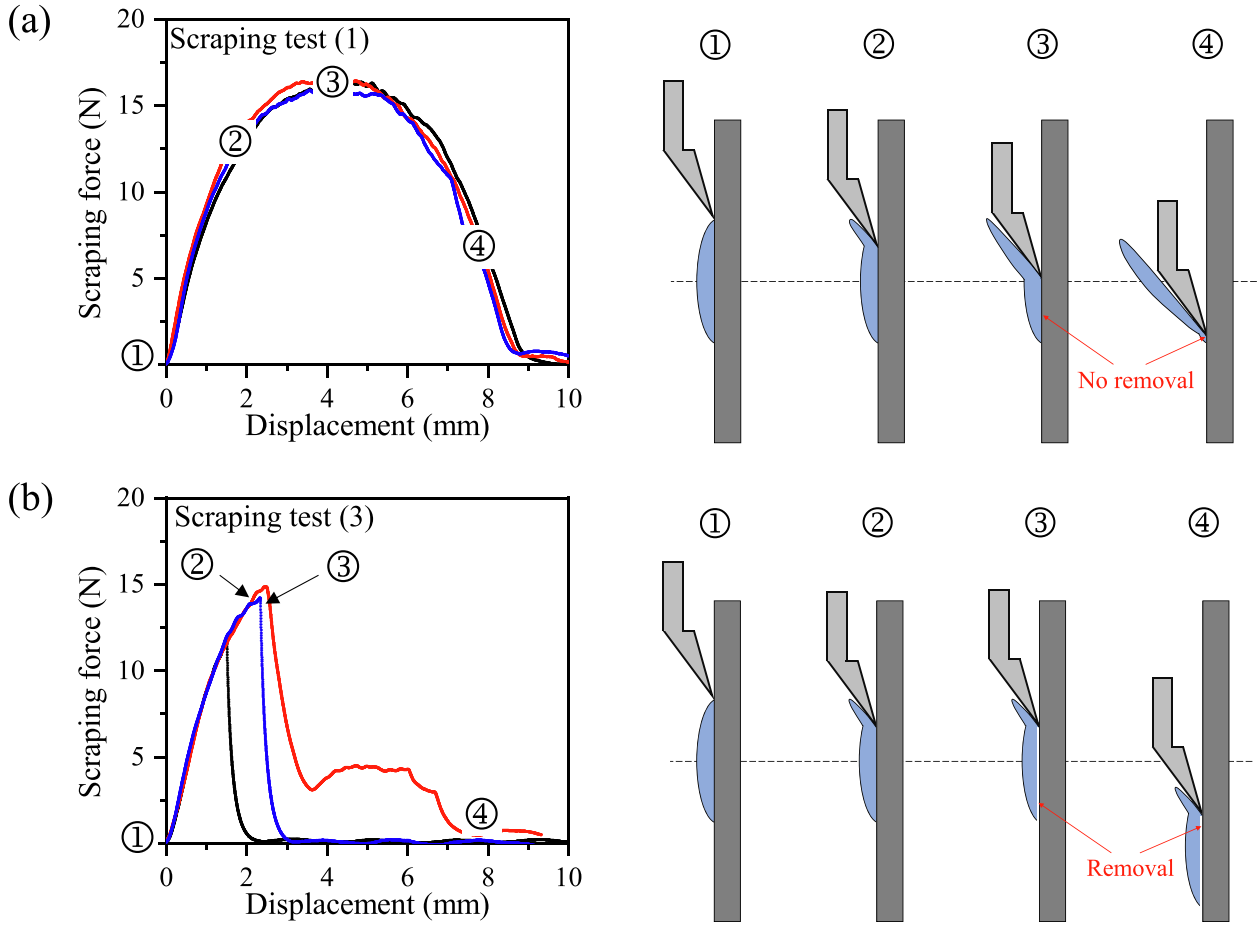 (a)
Scraping test (1)
Scraping force (N)
20
15
10
5
0
① ② ③ ④
0 2 4 6 8 10
Displacement (mm)
① ② ③ ④
No removal
(b)
Scraping test (3)
Scraping force (N)
20
15
10
5
0
① ② ③ ④
0 2 4 6 8 10
Displacement (mm)
① ② ③ ④
Removal